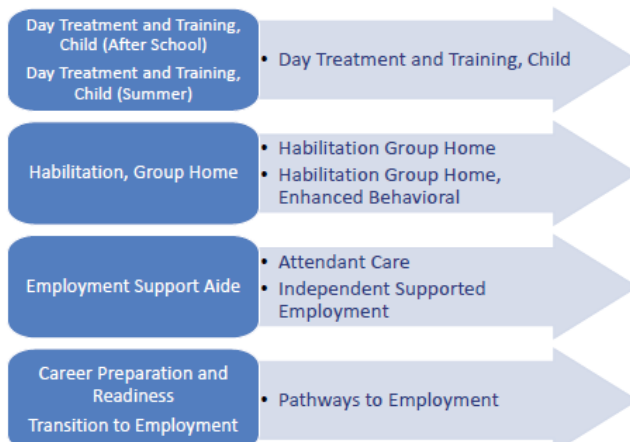 Day Treatment and Training,
Child (After School)
Day Treatment and Training,
Child (Summer)
• Day Treatment and Training, Child
Habilitation, Group Home
• Habilitation Group Home
• Habilitation Group Home,
Enhanced Behavioral
Employment Support Aide
• Attendant Care
• Independent Supported
Employment
Career Preparation and
Readiness
Transition to Employment
• Pathways to Employment